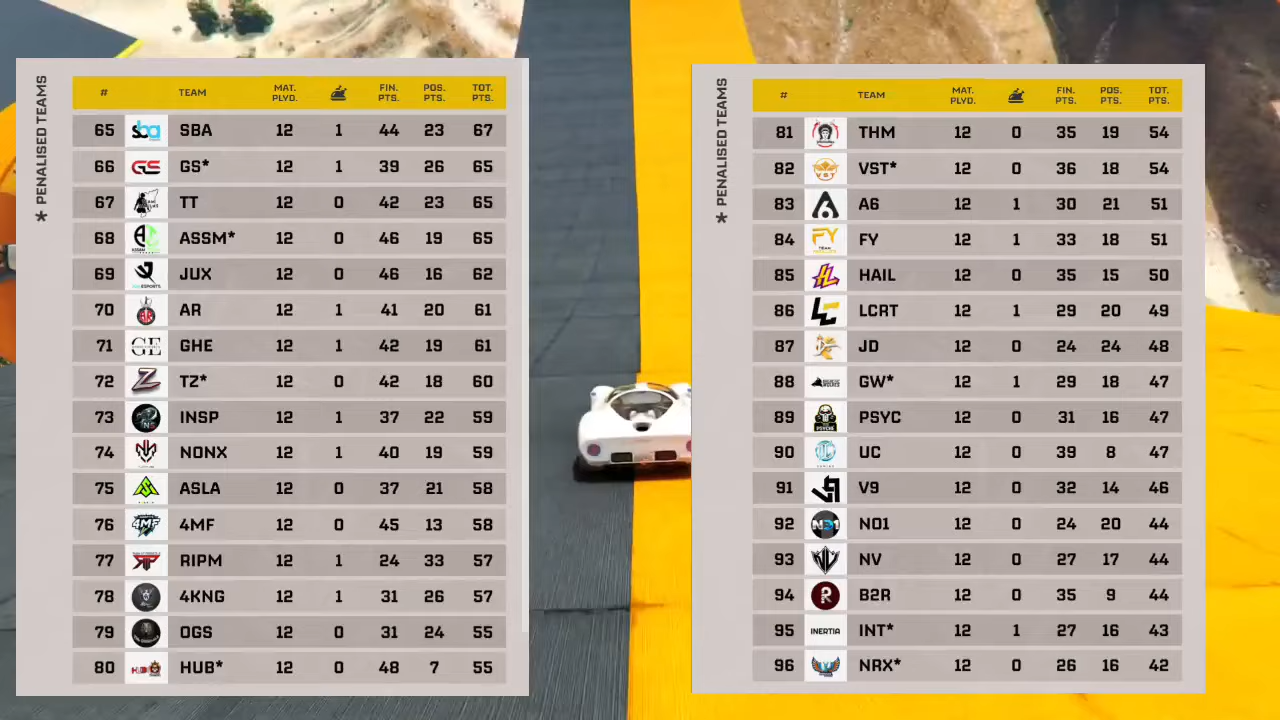 * PENALISED TEAMS
# TEAM MAT. PLYD. FIN. PTS. POS. PTS. TOT. PTS.
65 sba SBA 12 1 44 23 67
66 GS GS* 12 1 39 26 65
67 TT 12 0 42 23 65
68 ASSM* 12 0 46 19 65
69 JUX 12 0 46 16 62
70 AR 12 1 41 20 61
71 GE GHE 12 1 42 19 61
72 Z TZ* 12 0 42 18 60
73 INSP 12 1 37 22 59
74 NONX 12 1 40 19 59
75 ASLA 12 0 37 21 58
76 4MF 4MF 12 0 45 13 58
77 RIP RIPM 12 1 24 33 57
78 4KNG 12 1 31 26 57
79 OGS 12 0 31 24 55
80 HUB* 12 0 48 7 55
* PENALISED TEAMS
# TEAM MAT. PLYD. FIN. PTS. POS. PTS. TOT. PTS.
81 THM 12 0 35 19 54
82 VST VST* 12 0 36 18 54
83 A6 12 1 30 21 51
84 FY FY 12 1 33 18 51
85 HL HAIL 12 0 35 15 50
86 LCRT 12 1 29 20 49
87 JD 12 0 24 24 48
88 GW* 12 1 29 18 47
89 PSYCHE PSYC 12 0 31 16 47
90 UC UC 12 0 39 8 47
91 V9 12 0 32 14 46
92 NO1 NO1 12 0 24 20 44
93 NV 12 0 27 17 44
94 R B2R 12 0 35 9 44
95 INERTIA INT* 12 1 27 16 43
96 NRX* 12 0 26 16 42